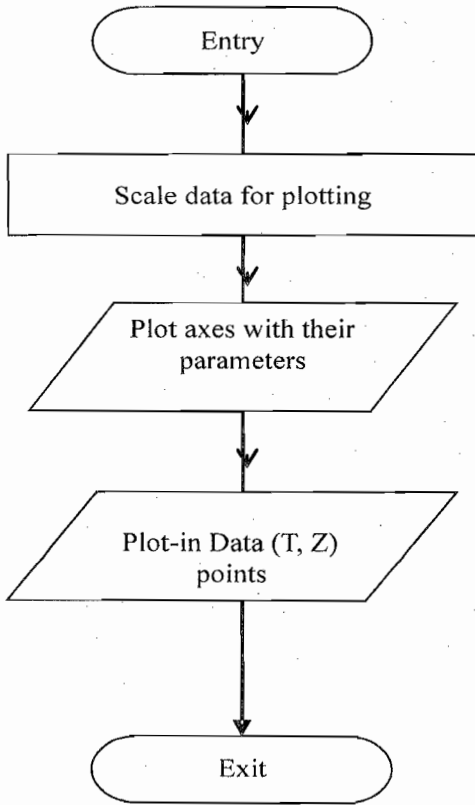 Entry
Scale data for plotting
Plot axes with their
parameters
Plot-in Data (T, Z)
points
Exit